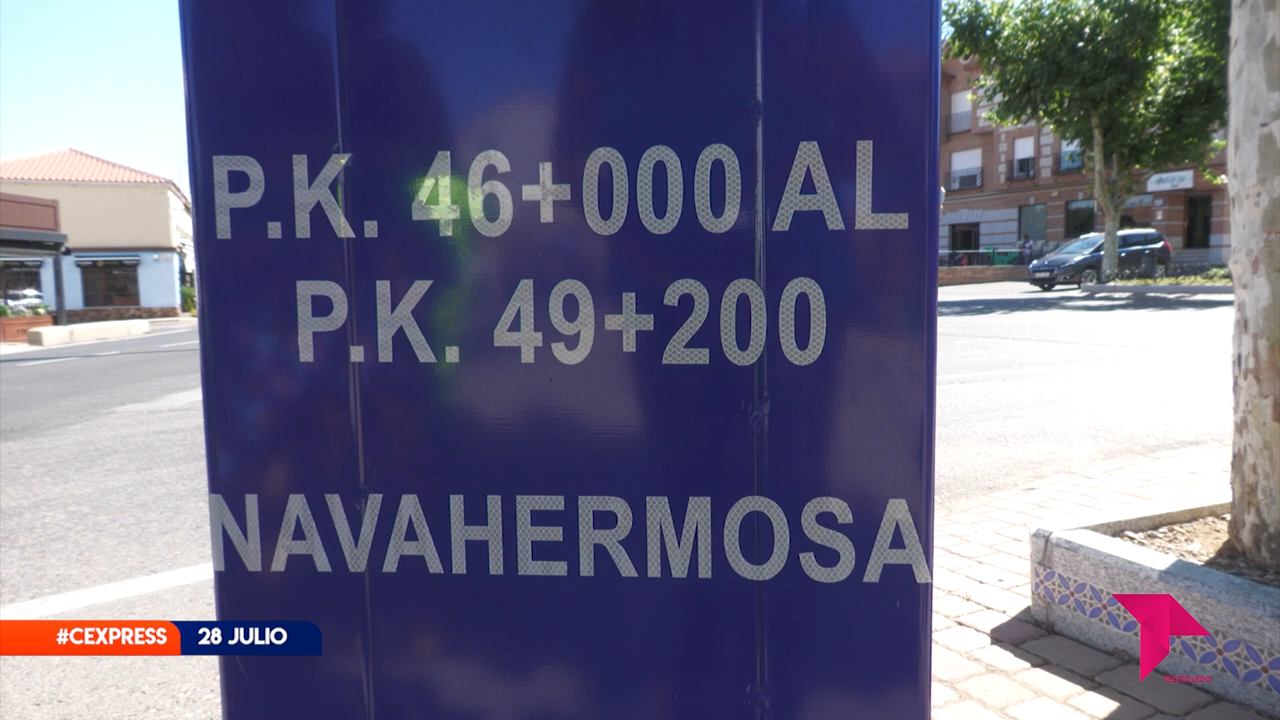 P.K. 46+000 AL
P.K. 49+200
NAVAHERMOSA
#CEXPRESS 28 JULIO